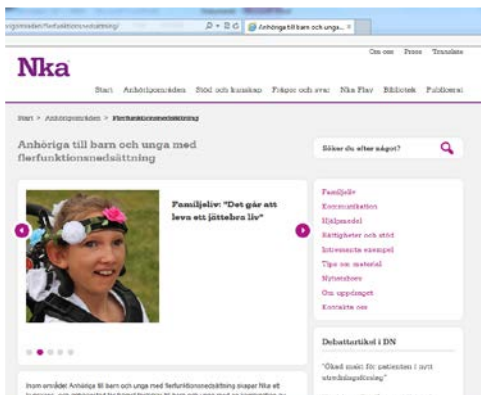 Anhöriga till barn och unga...
Om oss Press Translate
Nka
Start Anhörigområden Stöd och kunskap Frågor och svar Nka Play Bibliotek Publicerat
Start > Anhörigområden > Flerfunktionsnedsättning
Anhöriga till barn och unga med
flerfunktionsnedsättning
Söker du efter något?
Familjeliv: "Det går att
leva ett jättebra liv"
Familjeliv
Kommunikation
Hjälpmedel
Rättigheter och stöd
Intressanta exempel
Tips om material
Nyhetsbrev
Om uppdraget
Kontakta oss
Debattartikel i DN
"Ökad makt för patienten i nytt
utredningsförslag"
Inom området Anhöriga till barn och unga med flerfunktionsnedsättning skapar Nka ett